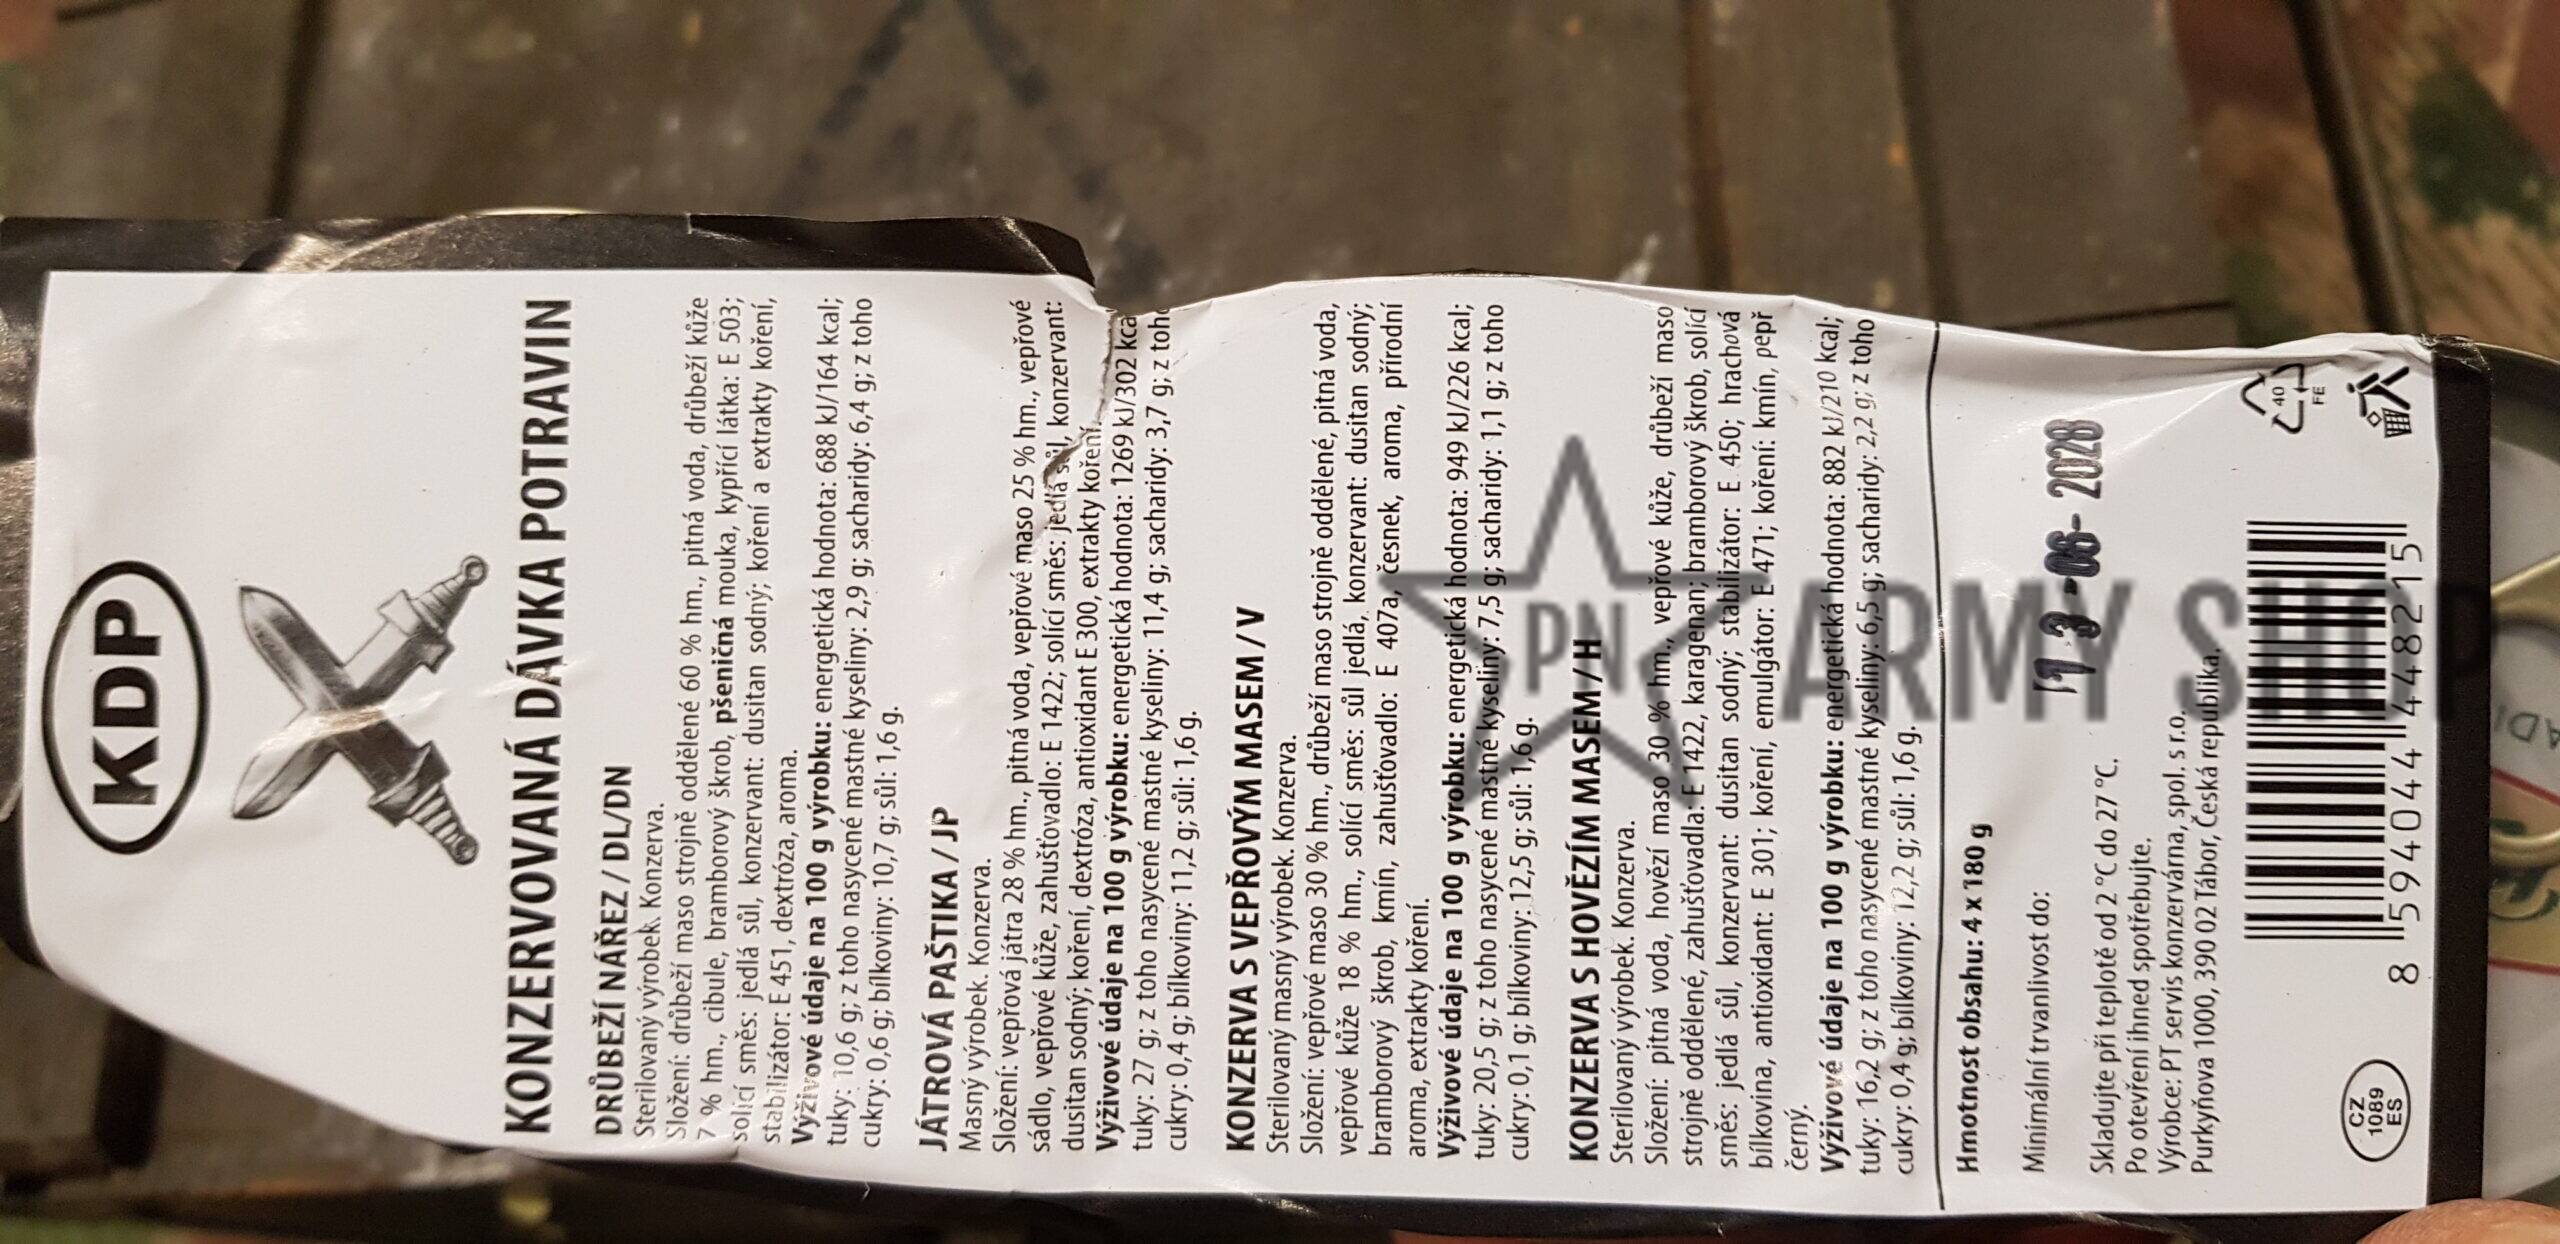 KDP
KONZERVOVANÁ DÁVKA POTRAVIN
DRŮBEŽÍ NÁŘEZ / DL/DN
Sterilovaný výrobek. Konzerva.
Složení: drůbeží maso strojně oddělené 60 % hm., pitná voda, drůbeží kůže
7 % hm., cibule, bramborový škrob, pšeničná mouka, kypřící látka: E 503;
solící směs: jedlá sůl, konzervant: dusitan sodný; koření a extrakty koření,
stabilizátor: E 451, dextróza, aroma.
Výživové údaje na 100 g výrobku: energetická hodnota: 688 kJ/164 kcal;
tuky: 10,6 g; z toho nasycené mastné kyseliny: 2,9 g; sacharidy: 6,4 g; z toho
cukry: 0,6 g; bílkoviny: 10,7 g; sůl: 1,6 g.
JÁTROVÁ PAŠTIKA / JP
Masný výrobek. Konzerva.
Složení: vepřová játra 28 % hm., pitná voda, vepřové maso 25 % hm., vepřové
sádlo, vepřové kůže, zahušťovadlo: E 1422; solící směs: jedlá sůl, konzervant:
dusitan sodný; koření, dextróza, antioxidant E 300, extrakty koření.
Výživové údaje na 100 g výrobku: energetická hodnota: 1269 kJ/302 kca
tuky: 27 g; z toho nasycené mastné kyseliny: 11,4 g; sacharidy: 3,7 g; z toho
cukry: 0,4 g; bílkoviny: 11,2 g; sůl: 1,6 g.
KONZERVA S VEPŘOVÝM MASEM / V
Sterilovaný masný výrobek. Konzerva.
Složení: vepřové maso 30 % hm., drůbeží maso strojně oddělené, pitná voda,
vepřové kůže 18 % hm., solící směs: sůl jedlá, konzervant: dusitan sodný;
bramborový škrob, kmín, zahušťovadlo: E 407a, česnek, aroma, přírodní
aroma, extrakty koření.
Výživové údaje na 100 g výrobku: energetická hodnota: 949 kJ/226 kcal;
tuky: 20,5 g; z toho nasycené mastné kyseliny: 7,5 g; sacharidy: 1,1 g; z toho
cukry: 0,1 g; bílkoviny: 12,5 g; sůl: 1,6 g.
KONZERVA S HOVĚZÍM MASEM / H
Sterilovaný výrobek. Konzerva.
Složení: pitná voda, hovězí maso 30 % hm., vepřové kůže, drůbeží maso
strojně oddělené, zahušťovadla: E 1422, karagenan; bramborový škrob, solící
směs: jedlá sůl, konzervant: dusitan sodný; stabilizátor: E 450; hrachová
bílkovina, antioxidant: E 301; koření, emulgátor: E 471; koření: kmín, pepř
černý.
Výživové údaje na 100 g výrobku: energetická hodnota: 882 kJ/210 kcal;
tuky: 16,2 g; z toho nasycené mastné kyseliny: 6,5 g; sacharidy: 2,2 g; z toho
cukry: 0,4 g; bílkoviny: 12,2 g; sůl: 1,6 g.
Hmotnost obsahu: 4 x 180 g
Minimální trvanlivost do: 13 -06- 2028
Skladujte při teplotě od 2 °C do 27 °C.
Po otevření ihned spotřebujte.
Výrobce: PT servis konzervárna, spol. s r.o.,
Purkyňova 1000, 390 02 Tábor, Česká republika.
CZ
1089
ES
8 594044 448215
40
FE
PN ARMY SHOP